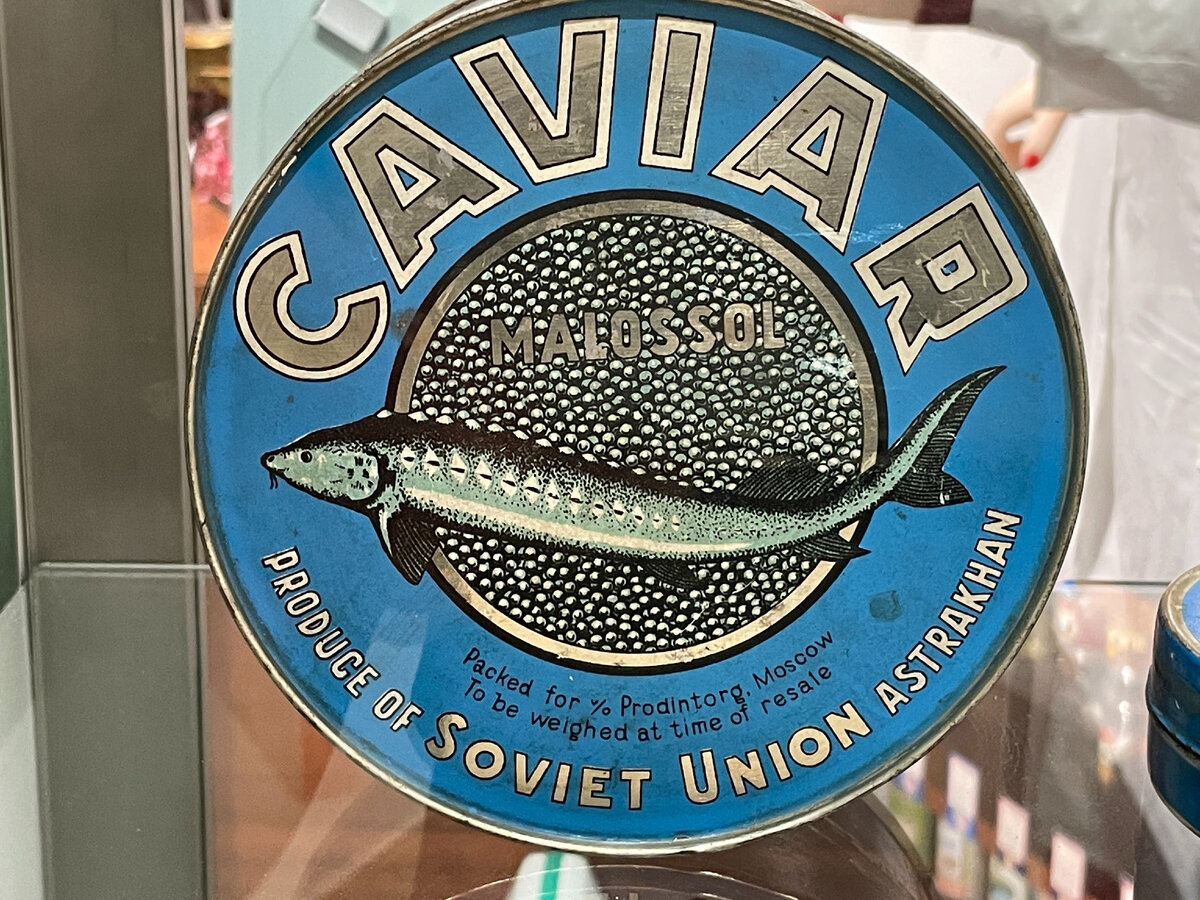 CAVIAR
MALOSSOL
Packed for % Prodintorg, Moscow
To be weighed at time of resale
PRODUCE OF SOVIET UNION ASTRAKHAN